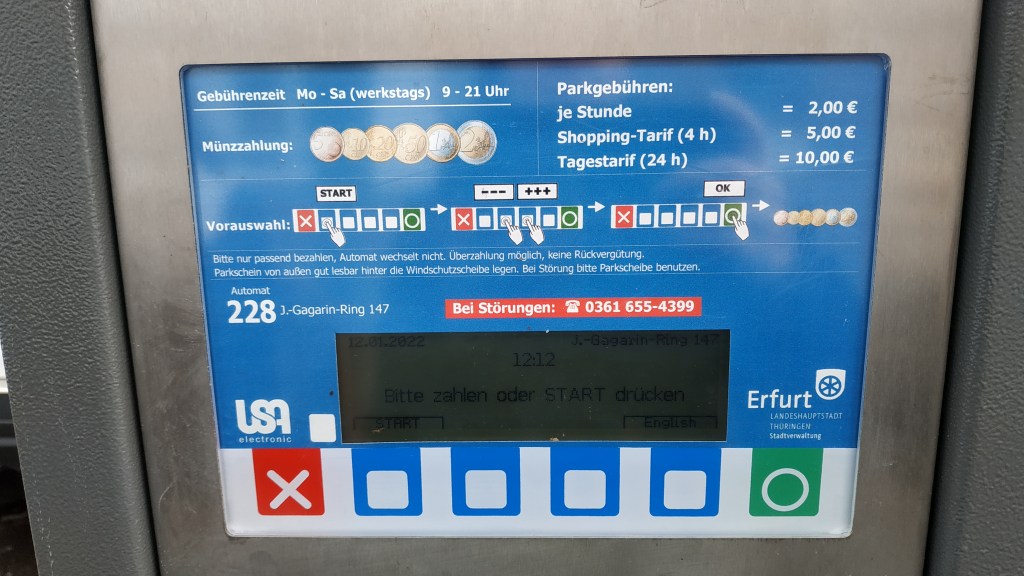 Gebührenzeit Mo - Sa (werkstags) 9 - 21 Uhr
Münzzahlung:
Parkgebühren:
je Stunde = 2,00 €
Shopping-Tarif (4 h) = 5,00 €
Tagestarif (24 h) = 10,00 €
START
--- +++
OK
Vorauswahl:
Bitte nur passend bezahlen, Automat wechselt nicht. Überzahlung möglich, keine Rückvergütung.
Parkschein von außen gut lesbar hinter die Windschutzscheibe legen. Bei Störung bitte Parkscheibe benutzen.
Automat
228 J.-Gagarin-Ring 147
Bei Störungen: ☎ 0361 655-4399
12.01.2022 J.-Gagarin-Ring 147
12:12
Bitte zahlen oder START drücken
START English
USA
electronic
Erfurt
LANDESHAUPTSTADT
THÜRINGEN
Stadtverwaltung